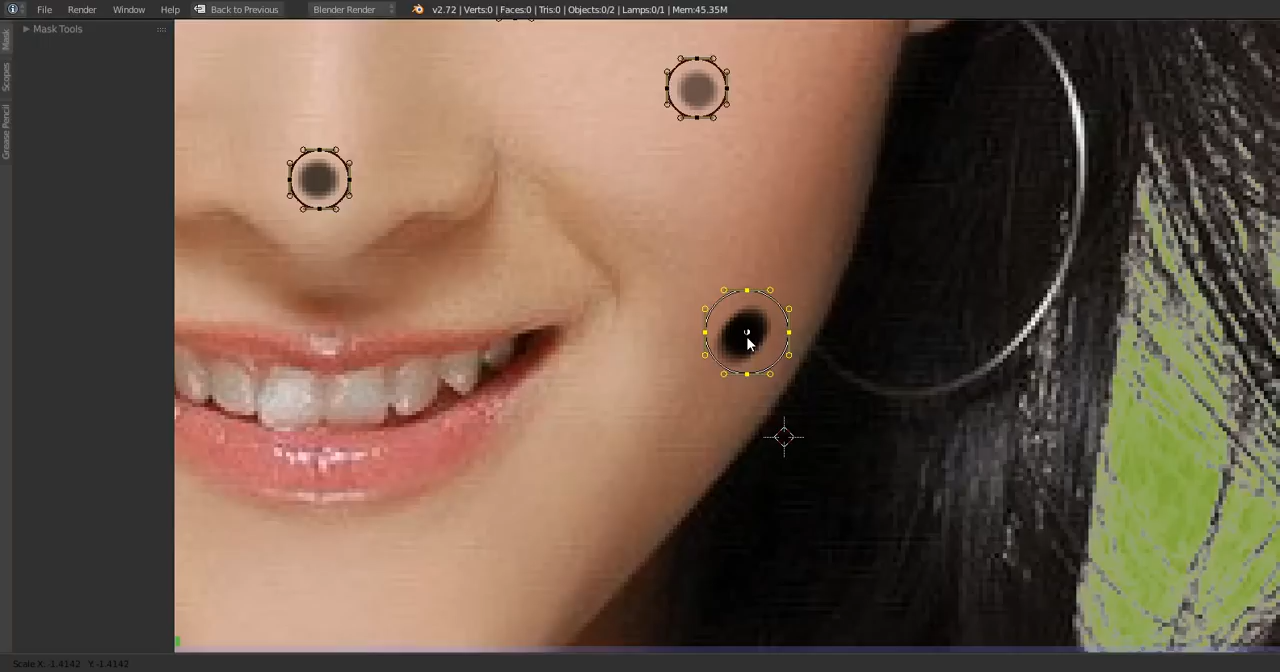 File Render Window Help Back to Previous Blender Render v2.72 | Verts:0 | Faces:0 | Tris:0 | Objects:0/2 | Lamps:0/1 | Mem:45.35M
Mask Tools
Mask
Scopes
Grease Pencil
Scale X: -1.4142 Y: -1.4142